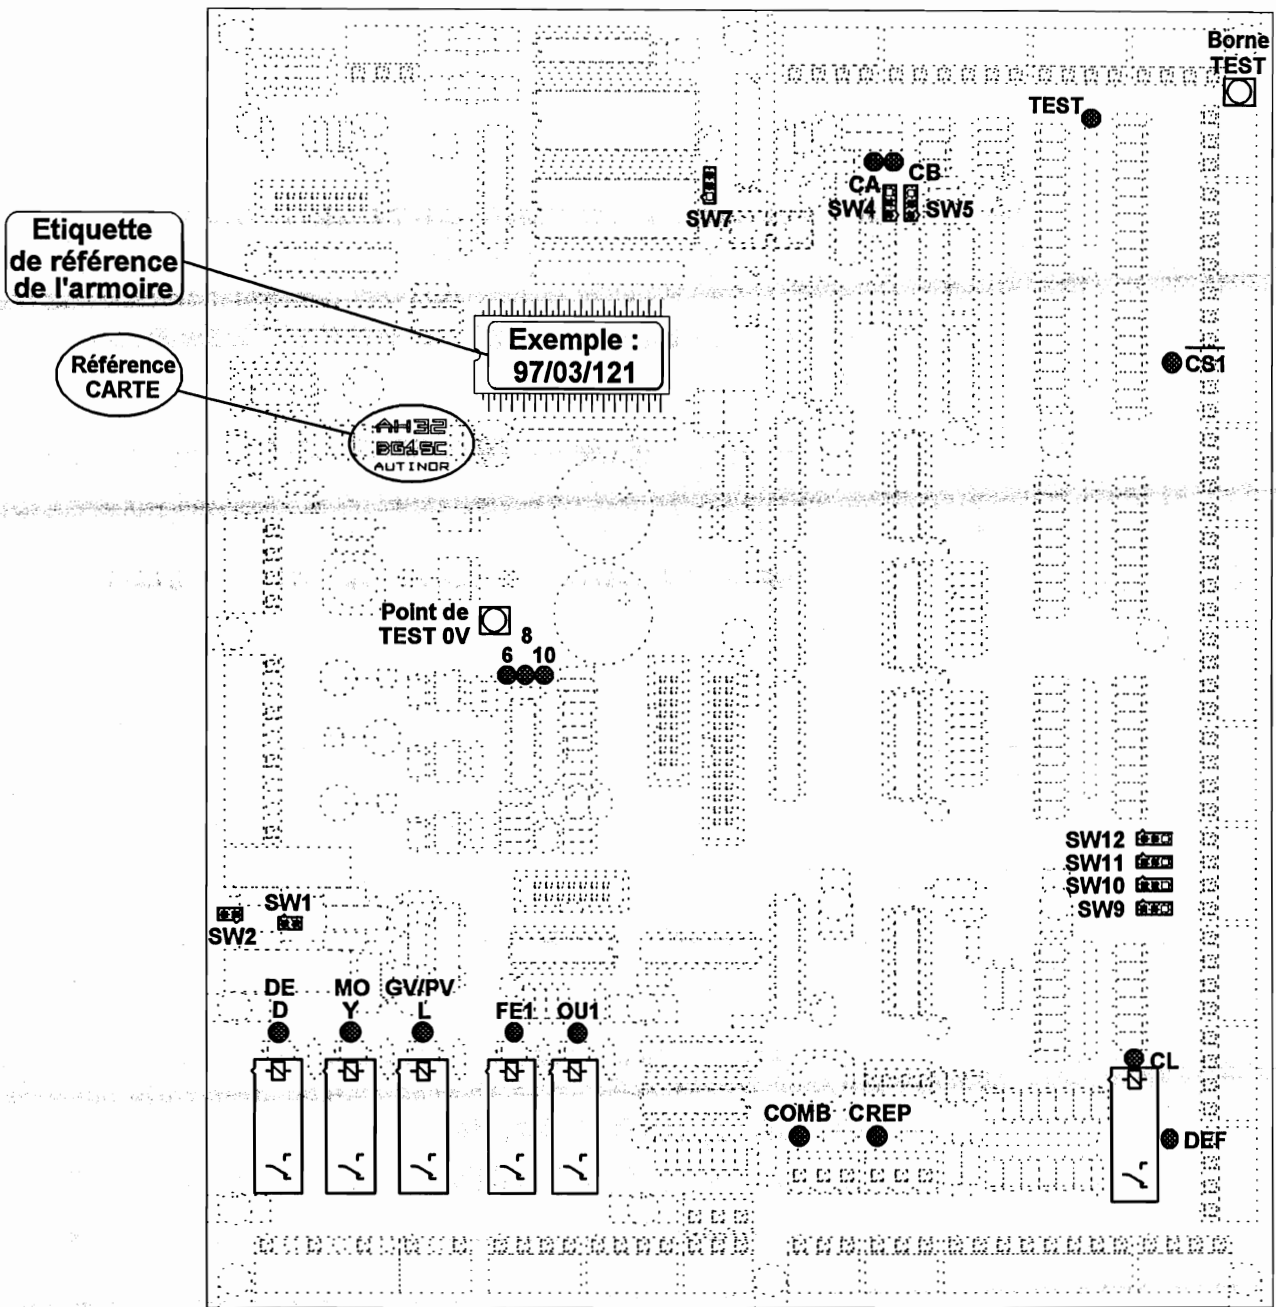 Borne
TEST
TEST
CA
CB
SW4
SW5
SW7
Etiquette
de référence
de l'armoire
Exemple :
97/03/121
Référence
CARTE
CS1
AH32
BG15C
AUTINOR
Point de
TEST 0V
8
6
10
SW12
SW11
SW10
SW9
SW1
SW2
DE
D
MO
Y
GV/PV
L
FE1
OU1
CL
COMB
CREP
DEF